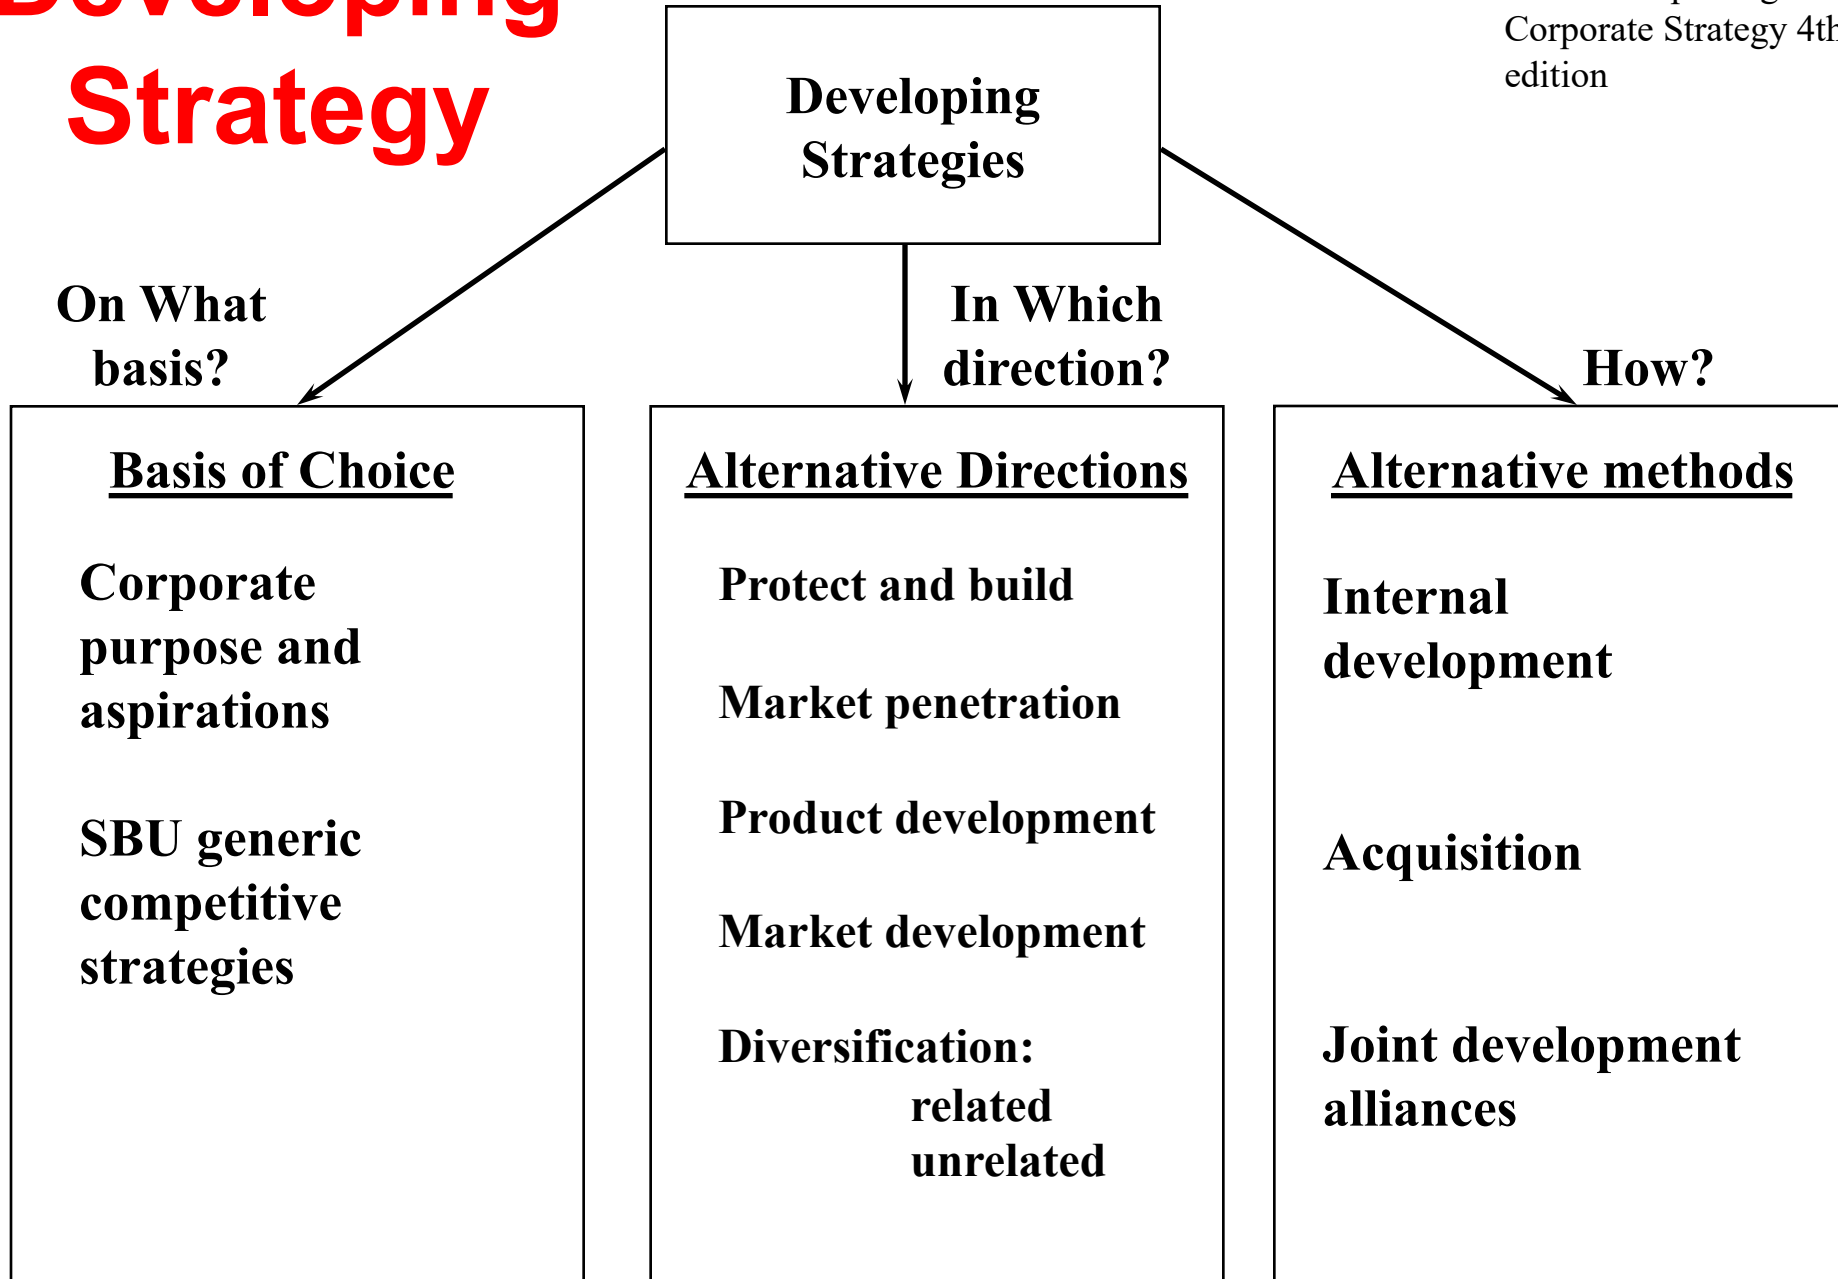 Developing
Strategy
Corporate Strategy 4th
edition
Developing
Strategies
On What
basis?
In Which
direction?
How?
Basis of Choice
Corporate
purpose and
aspirations
SBU generic
competitive
strategies
Alternative Directions
Protect and build
Market penetration
Product development
Market development
Diversification:
related
unrelated
Alternative methods
Internal
development
Acquisition
Joint development
alliances